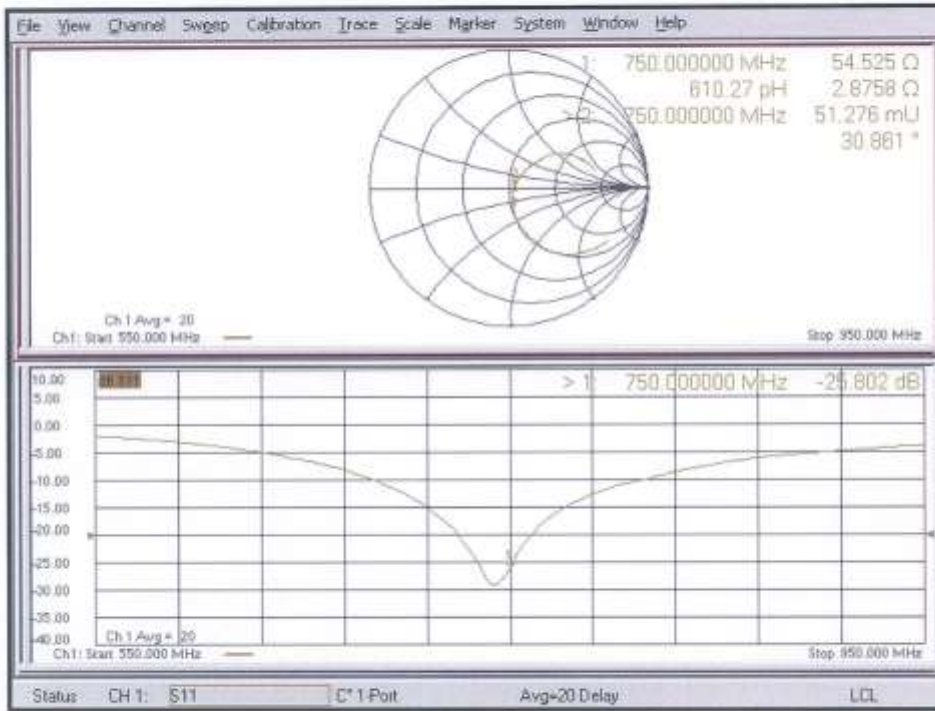 File View Channel Sweep Calibration Trace Scale Marker System Window Help
1: 750.000000 MHz 54.525 Ω
610.27 pH 2.8758 Ω
> 2: 750.000000 MHz 51.276 mU
30.861 °
Ch 1 Avg = 20
Ch1: Start 550.000 MHz Stop 950.000 MHz
10.00 > 1: 750.000000 MHz -25.802 dB
5.00
0.00
-5.00
-10.00
-15.00
-20.00
-25.00
-30.00
-35.00
-40.00 Ch 1 Avg = 20
Ch1: Start 550.000 MHz Stop 950.000 MHz
Status CH 1: S11 C* 1-Port Avg=20 Delay LCL